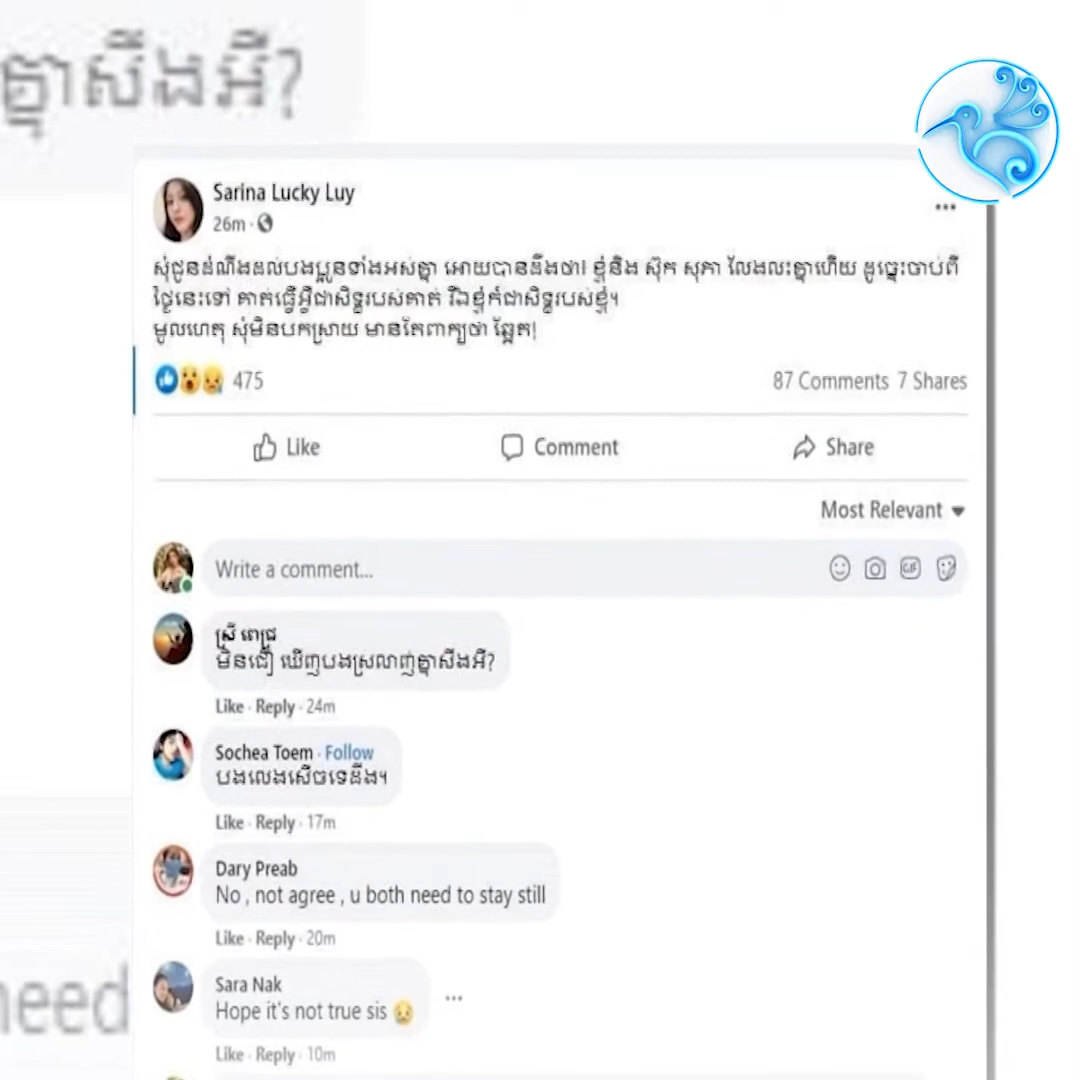 គ្នាសឺងអី?
Sarina Lucky Luy
26m
សុំជូនដំណឹងដល់បងប្អូនទាំងអស់គ្នា អោយបានដឹងថា! ខ្ញុំនិង ស៊ុក សុភា លែងលះគ្នាហើយ ដូច្នេះចាប់ពី
ថ្ងៃនេះទៅ គាត់ធ្វើអ្វីជាសិទ្ធរបស់គាត់ រីឯខ្ញុំក៏ជាសិទ្ធរបស់ខ្ញុំ។
មូលហេតុ សុំមិនបកស្រាយ មានតែពាក្យថា ឆ្អែត!
475
87 Comments 7 Shares
Like Comment Share
Most Relevant
Write a comment...
GIF
ស្រី ពេជ្រ
មិនជឿ ឃើញបងស្រលាញ់គ្នាសឺងអី?
Like · Reply · 24m
Sochea Toem · Follow
បងលេងសើចទេដឹង។
Like · Reply · 17m
Dary Preab
No , not agree , u both need to stay still
Like · Reply · 20m
need
Sara Nak
Hope it's not true sis
Like · Reply · 10m